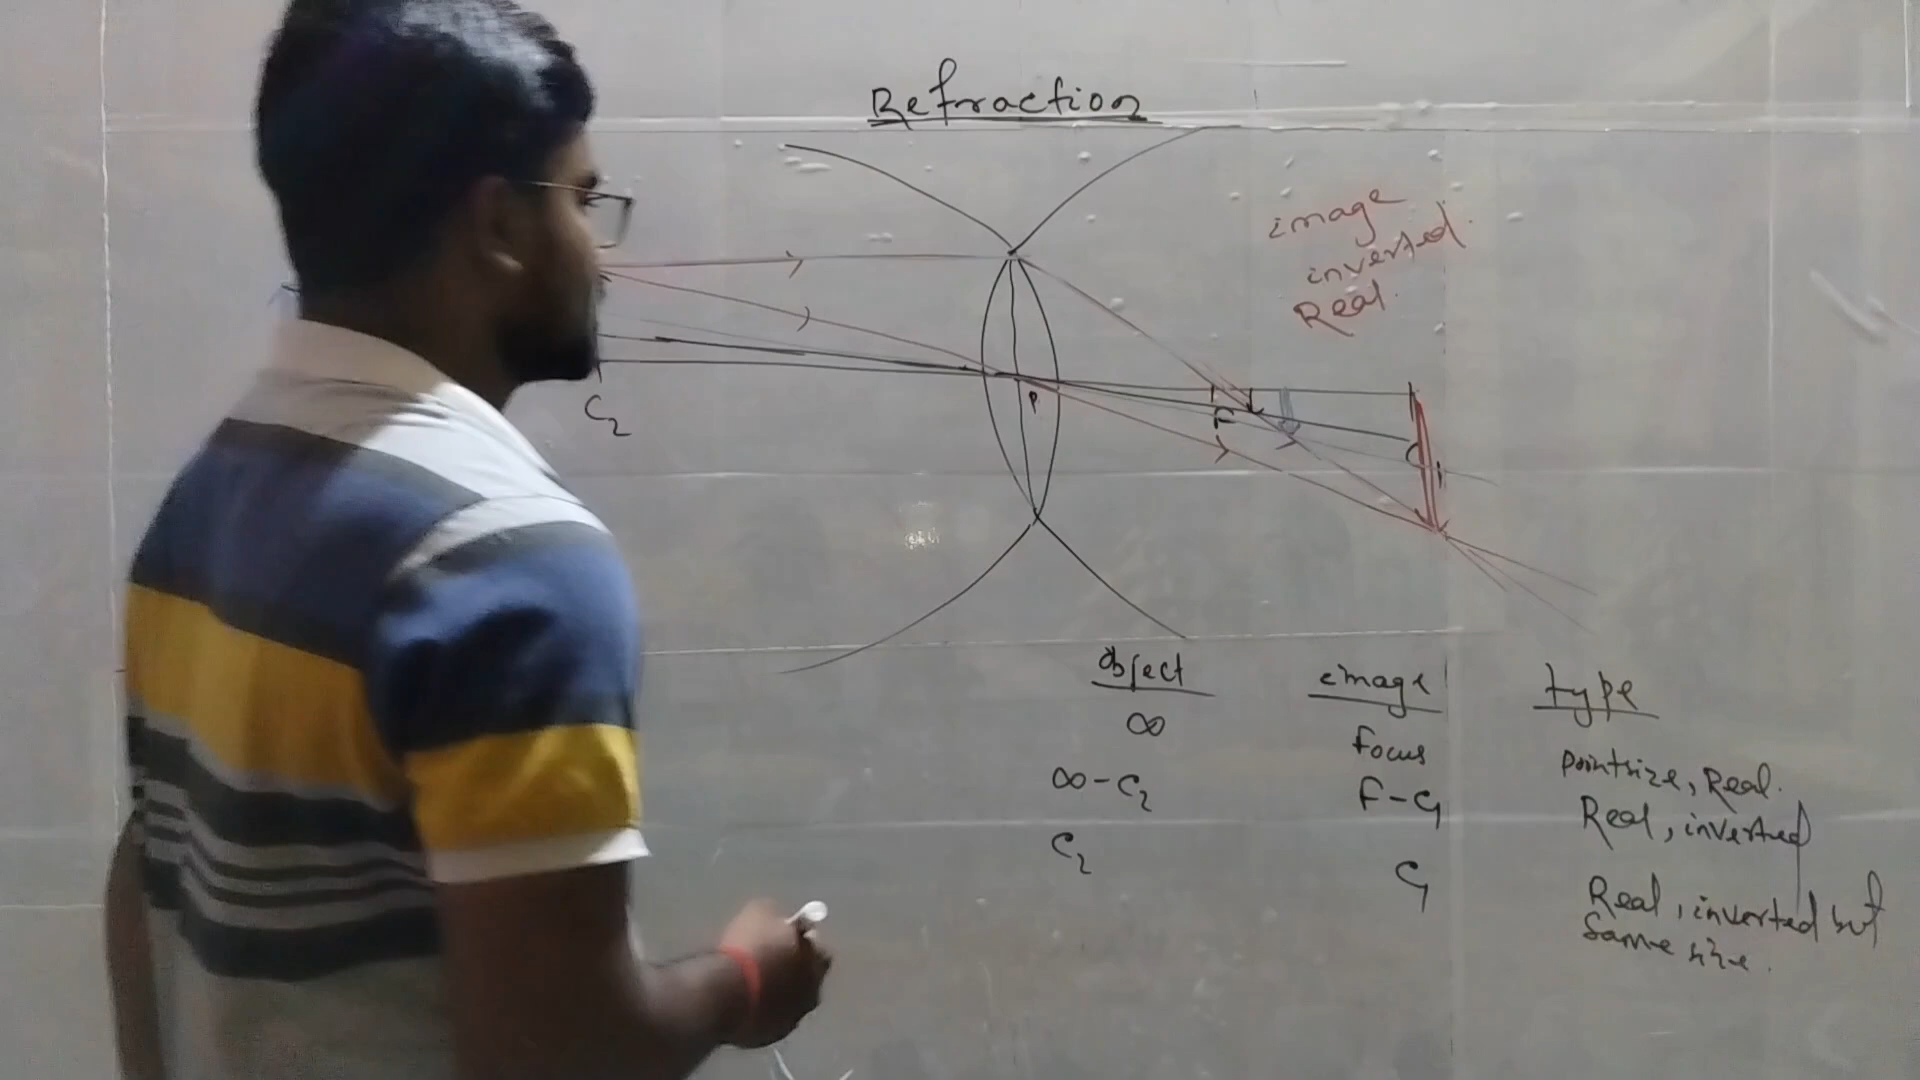 Refraction
image
inverted.
Real.
C2
P
F
object image type
∞ focus pointsize, Real.
∞-C2 F-C1 Real, inverted
C2 C1 Real, inverted but
same size.